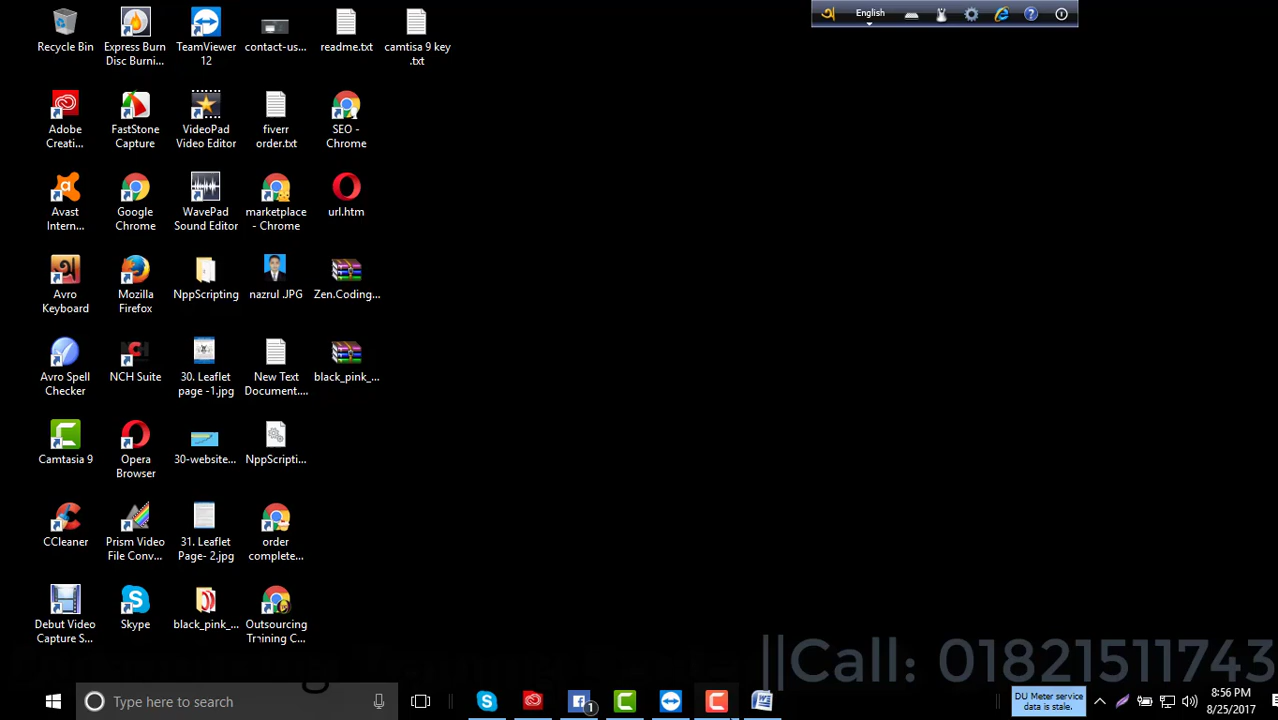 অ English
Recycle Bin
Express Burn
Disc Burni...
TeamViewer
12
contact-us...
readme.txt
camtisa 9 key
.txt
Adobe
Creati...
FastStone
Capture
VideoPad
Video Editor
fiverr
order.txt
SEO -
Chrome
Avast
Intern...
Google
Chrome
WavePad
Sound Editor
marketplace
- Chrome
url.htm
অ
Avro
Keyboard
Mozilla
Firefox
NppScripting
nazrul .JPG
Zen.Coding...
Avro Spell
Checker
NCH
NCH Suite
30. Leaflet
page -1.jpg
New Text
Document....
black_pink_...
Camtasia 9
Opera
Browser
30-website...
NppScripti...
CCleaner
Prism Video
File Conv...
31. Leaflet
Page- 2.jpg
order
complete...
Debut Video
Capture S...
Skype
black_pink_...
Outsourcing
Training C...
||Call: 01821511743
Type here to search
1
DU Meter service
data is stale.
8:56 PM
8/25/2017